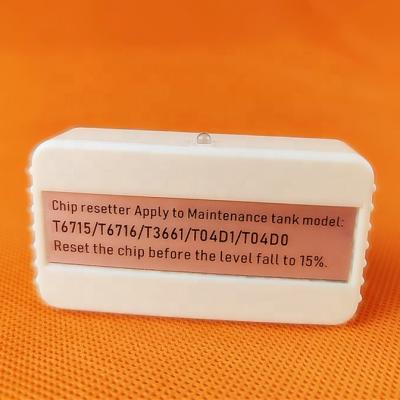 Chip resetter Apply to Maintenance tank model:
T6715/T6716/T3661/T04D1/T04D0
Reset the chip before the level fall to 15%.